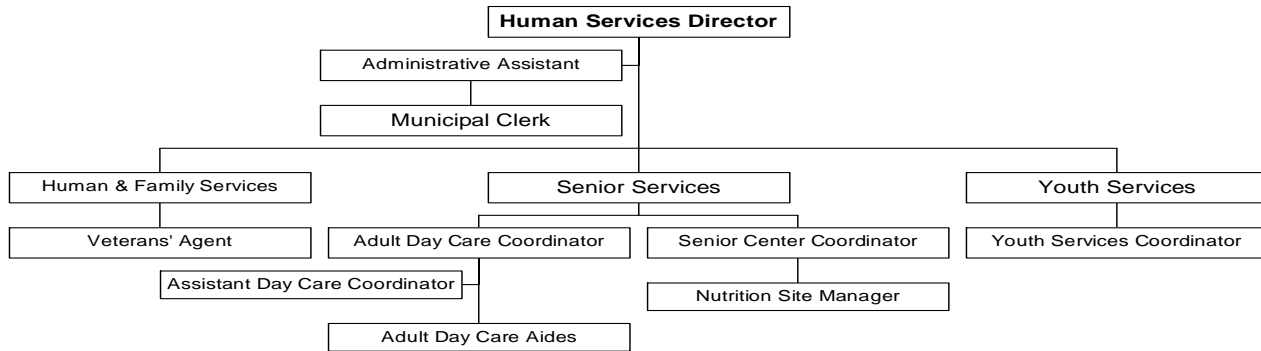 Human Services Director
Administrative Assistant
Municipal Clerk
Human & Family Services
Senior Services
Youth Services
Veterans' Agent
Adult Day Care Coordinator
Senior Center Coordinator
Youth Services Coordinator
Assistant Day Care Coordinator
Nutrition Site Manager
Adult Day Care Aides